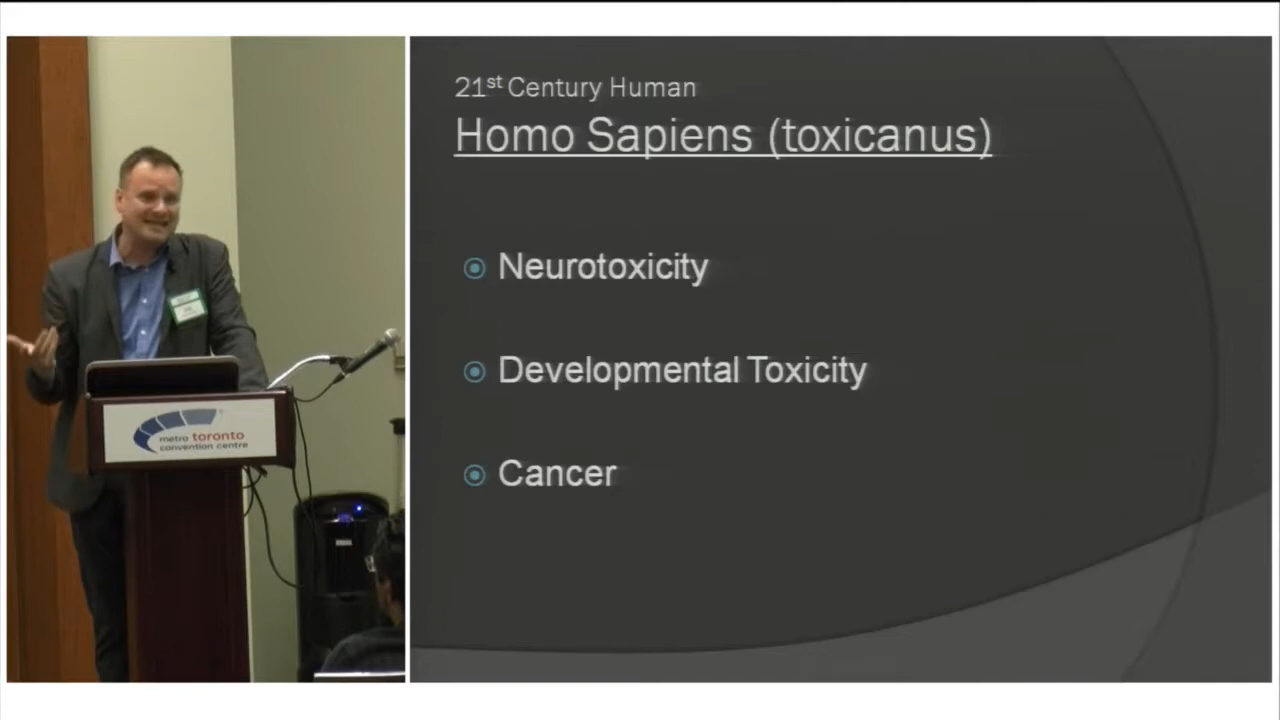 metro toronto
convention centre
21st Century Human
Homo Sapiens (toxicanus)
Neurotoxicity
Developmental Toxicity
Cancer